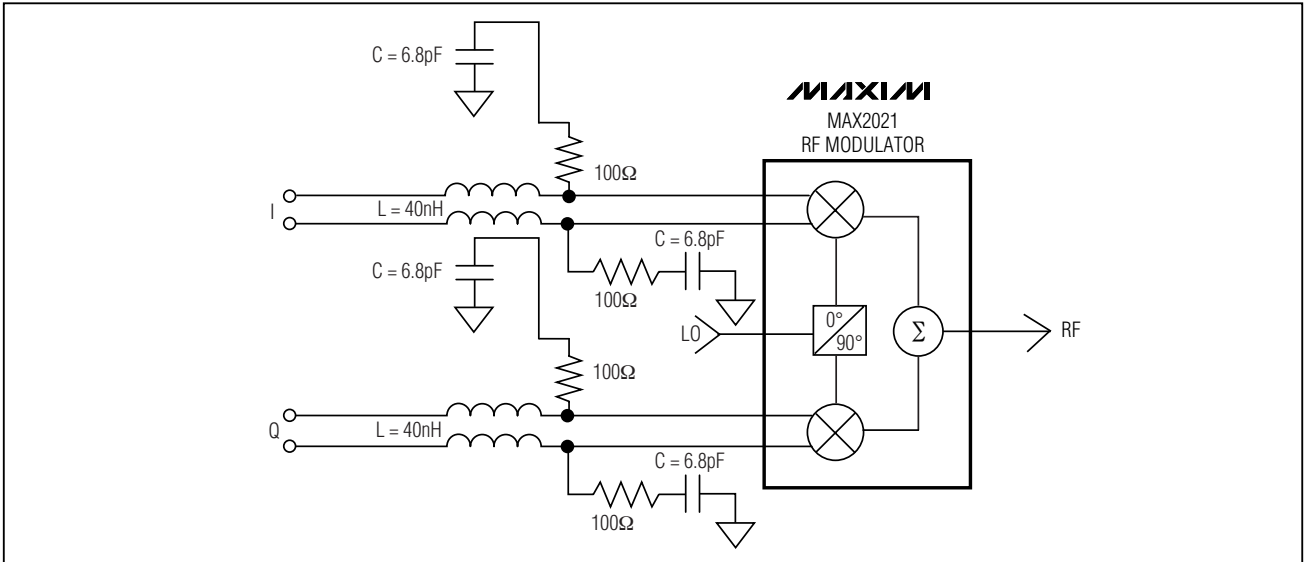 C = 6.8pF
MAXIM
MAX2021
RF MODULATOR
100Ω
I
L = 40nH
C = 6.8pF
C = 6.8pF
100Ω
LO
0°
90°
Σ
RF
100Ω
Q
L = 40nH
C = 6.8pF
100Ω